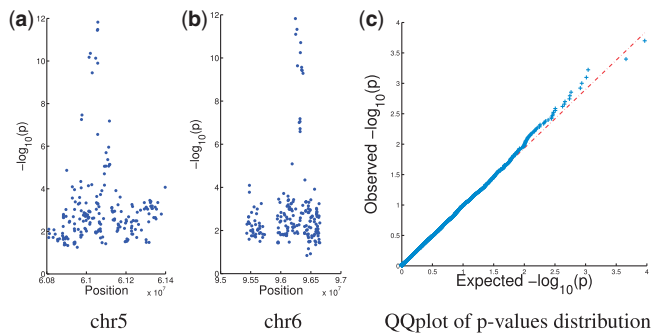 (a)
12
10
8
6
4
2
0
−log10(p)
6.08 6.1 6.12 6.14
Position
x 10^7
chr5
(b)
12
10
8
6
4
2
0
−log10(p)
9.4 9.5 9.55 9.6 9.65 9.7
Position
x 10^7
chr6
(c)
4
3.5
3
2.5
2
1.5
1
0.5
0
Observed −log10(p)
0 0.5 1 1.5 2 2.5 3 3.5 4
Expected −log10(p)
QQplot of p-values distribution